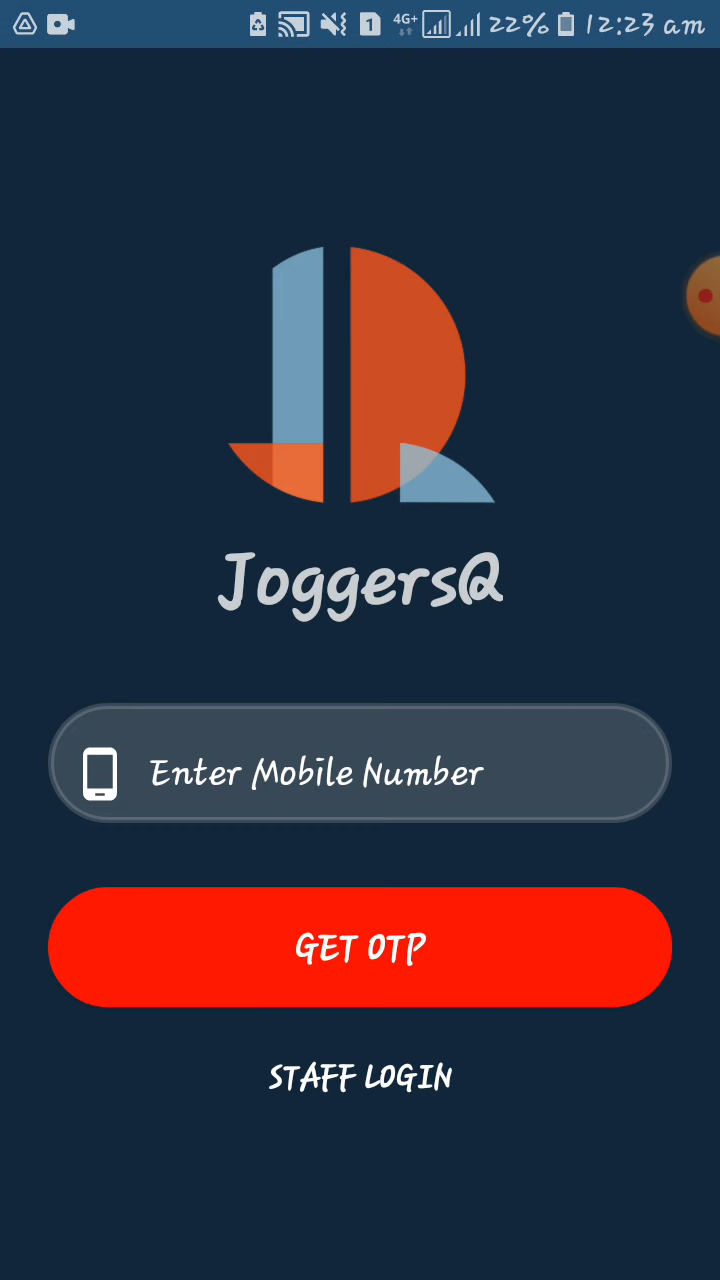 1 4G+ 22% 12:23 am
JoggersQ
Enter Mobile Number
GET OTP
STAFF LOGIN